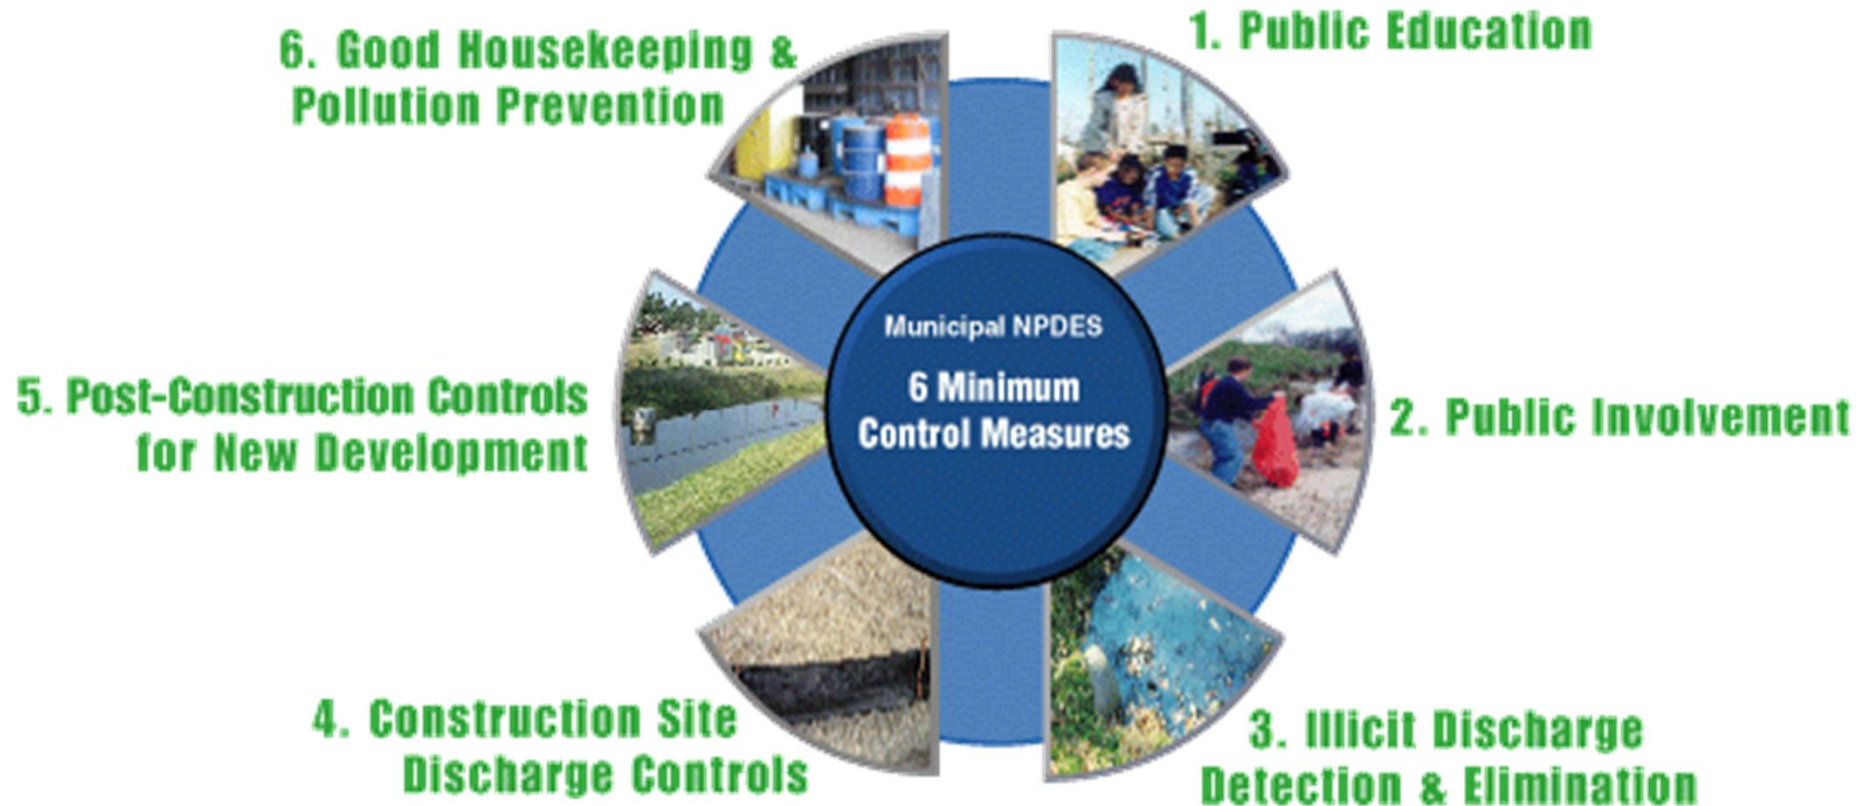 1. Public Education
2. Public Involvement
3. Illicit Discharge
Detection & Elimination
4. Construction Site
Discharge Controls
5. Post-Construction Controls
for New Development
6. Good Housekeeping &
Pollution Prevention
Municipal NPDES
6 Minimum
Control Measures